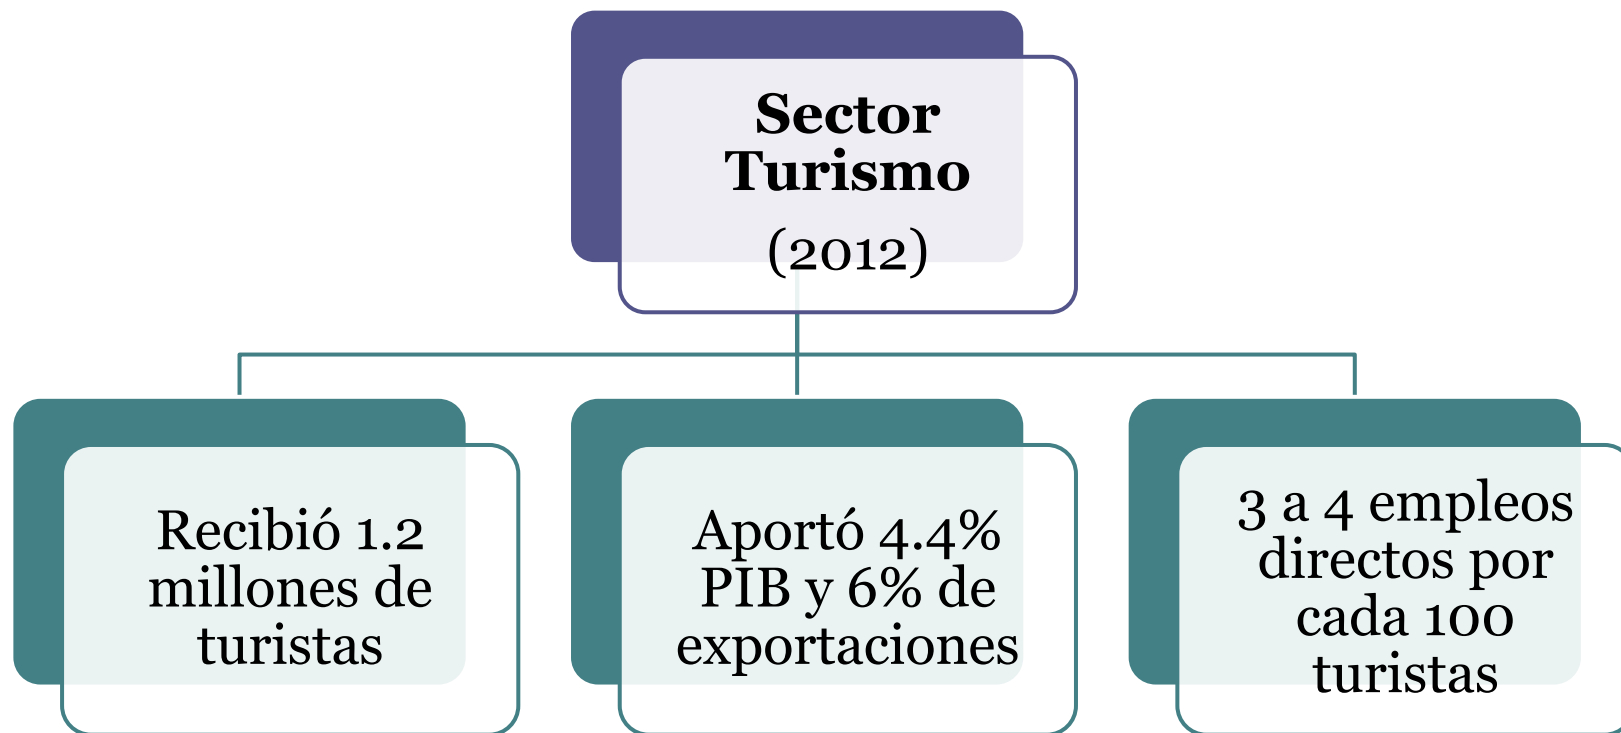 Sector
Turismo
(2012)
Recibió 1.2
millones de
turistas
Aportó 4.4%
PIB y 6% de
exportaciones
3 a 4 empleos
directos por
cada 100
turistas